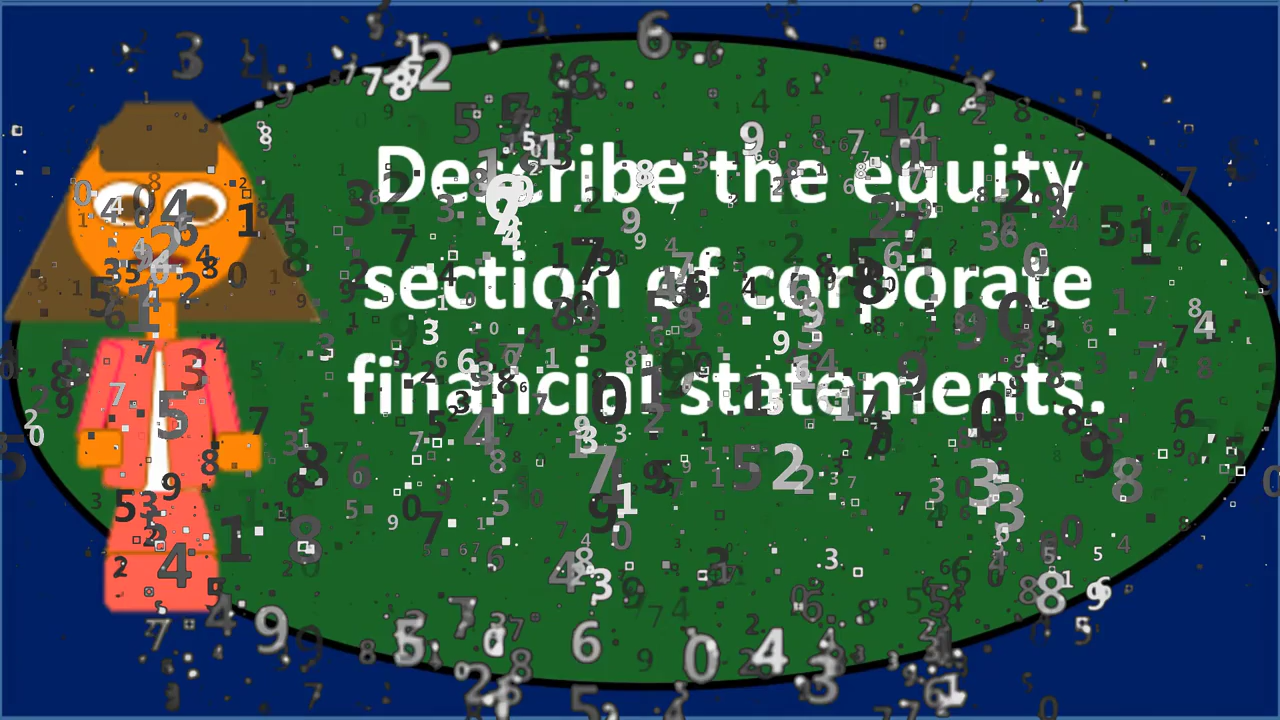 Describe the equity
section of corporate
financial statements.